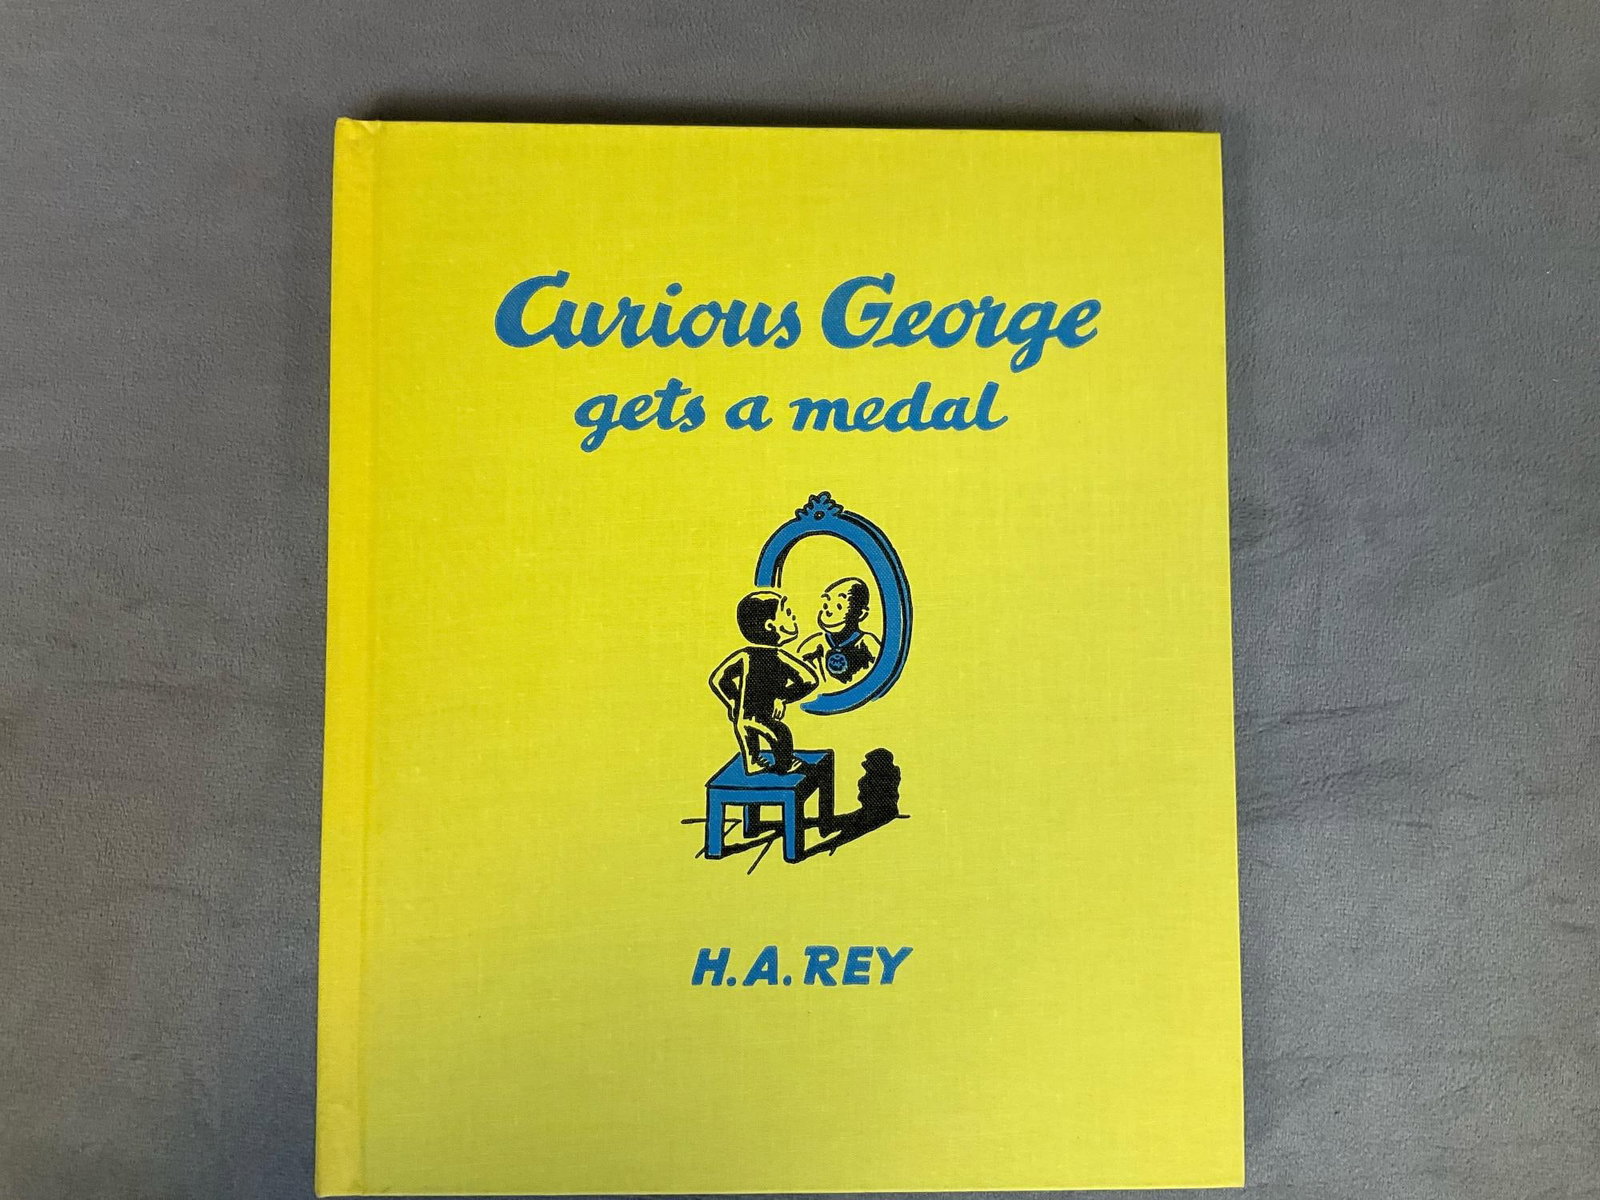 Curious George
gets a medal
H.A. REY